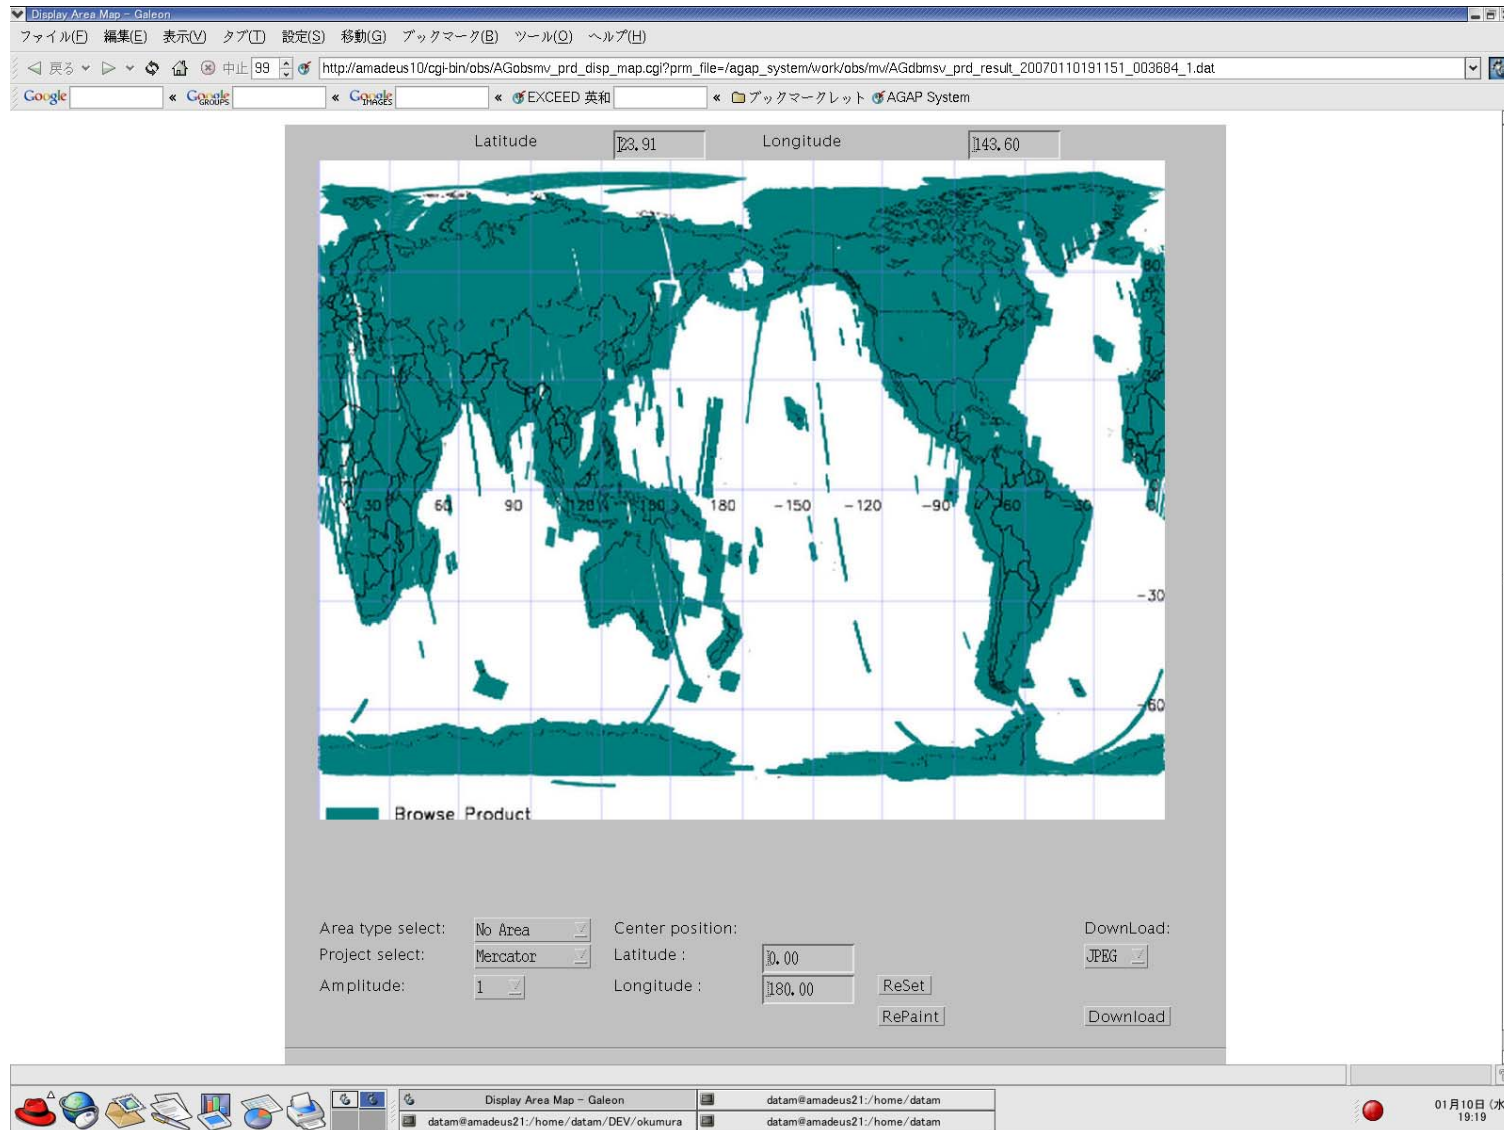 Display Area Map - Galeon
ファイル(F) 編集(E) 表示(V) タブ(T) 設定(S) 移動(G) ブックマーク(B) ツール(O) ヘルプ(H)
戻る 中止 99 http://amadeus10/cgi-bin/obs/AGobsmv_prd_disp_map.cgi?prm_file=/agap_system/work/obs/mv/AGdbmsv_prd_result_20070110191151_003684_1.dat
Google « Google GROUPS « Google IMAGES « EXCEED 英和 « ブックマークレット AGAP System
Latitude 23.91 Longitude 143.60
60
30
0
30 60 90 120 150 180 -150 -120 -90 -60 -30
-30
-60
Browse Product
Area type select: No Area Center position: DownLoad:
Project select: Mercator Latitude : 0.00 JPEG
Amplitude: 1 Longitude : 180.00 ReSet
RePaint Download
Display Area Map - Galeon datam@amadeus21:/home/datam
datam@amadeus21:/home/datam/DEV/okumura datam@amadeus21:/home/datam
01月10日 (水
19:19